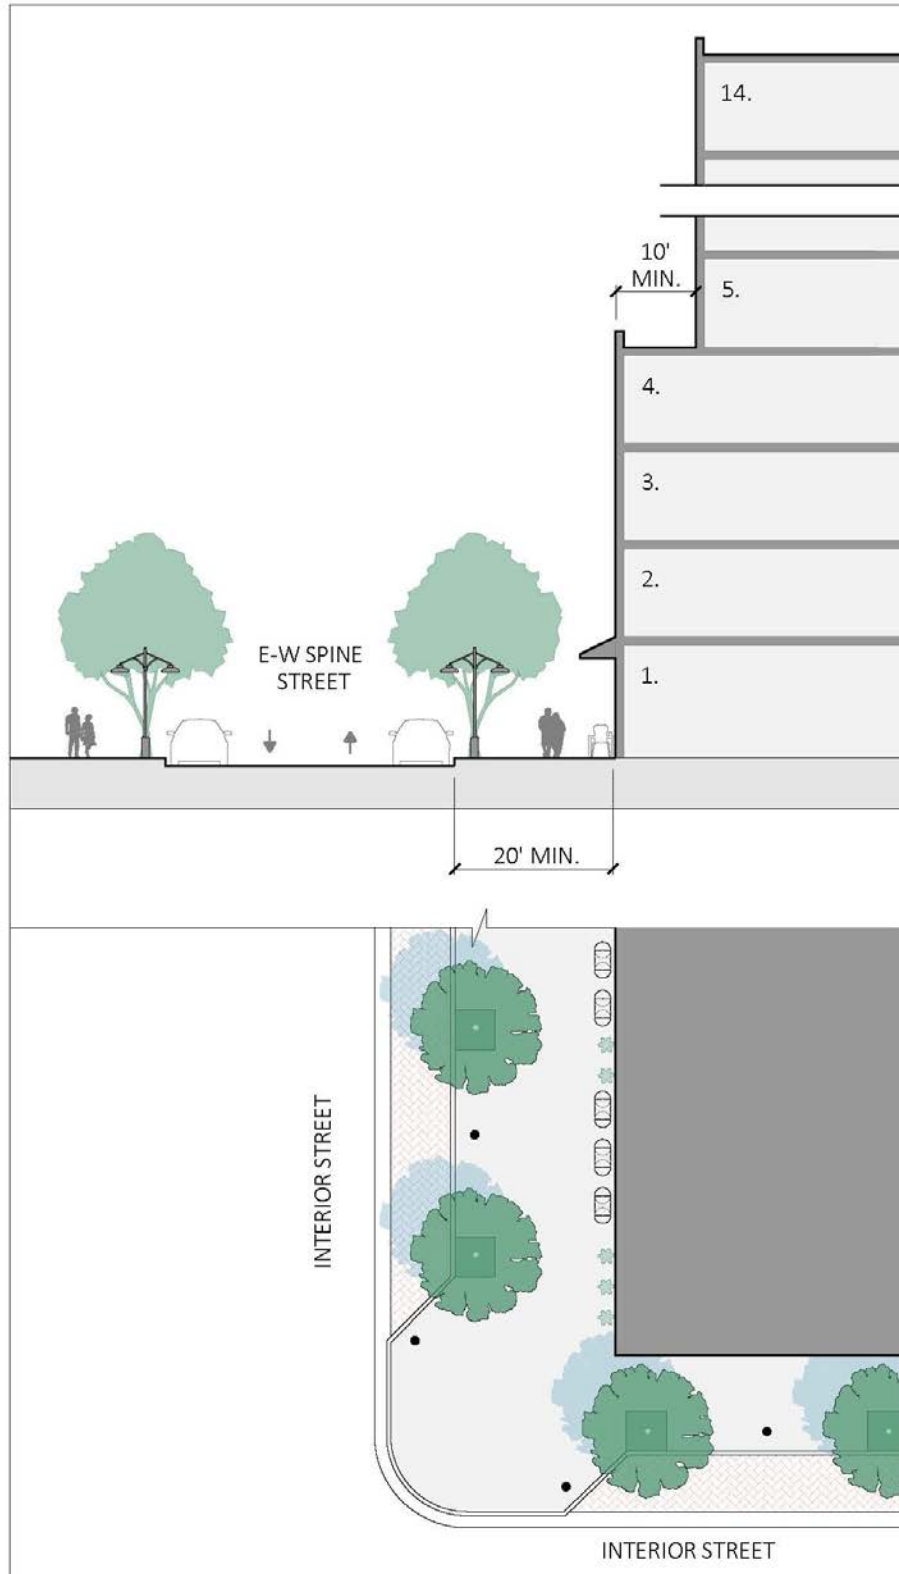 14.
10'
MIN.
5.
4.
3.
2.
E-W SPINE
STREET
1.
20' MIN.
INTERIOR STREET
INTERIOR STREET